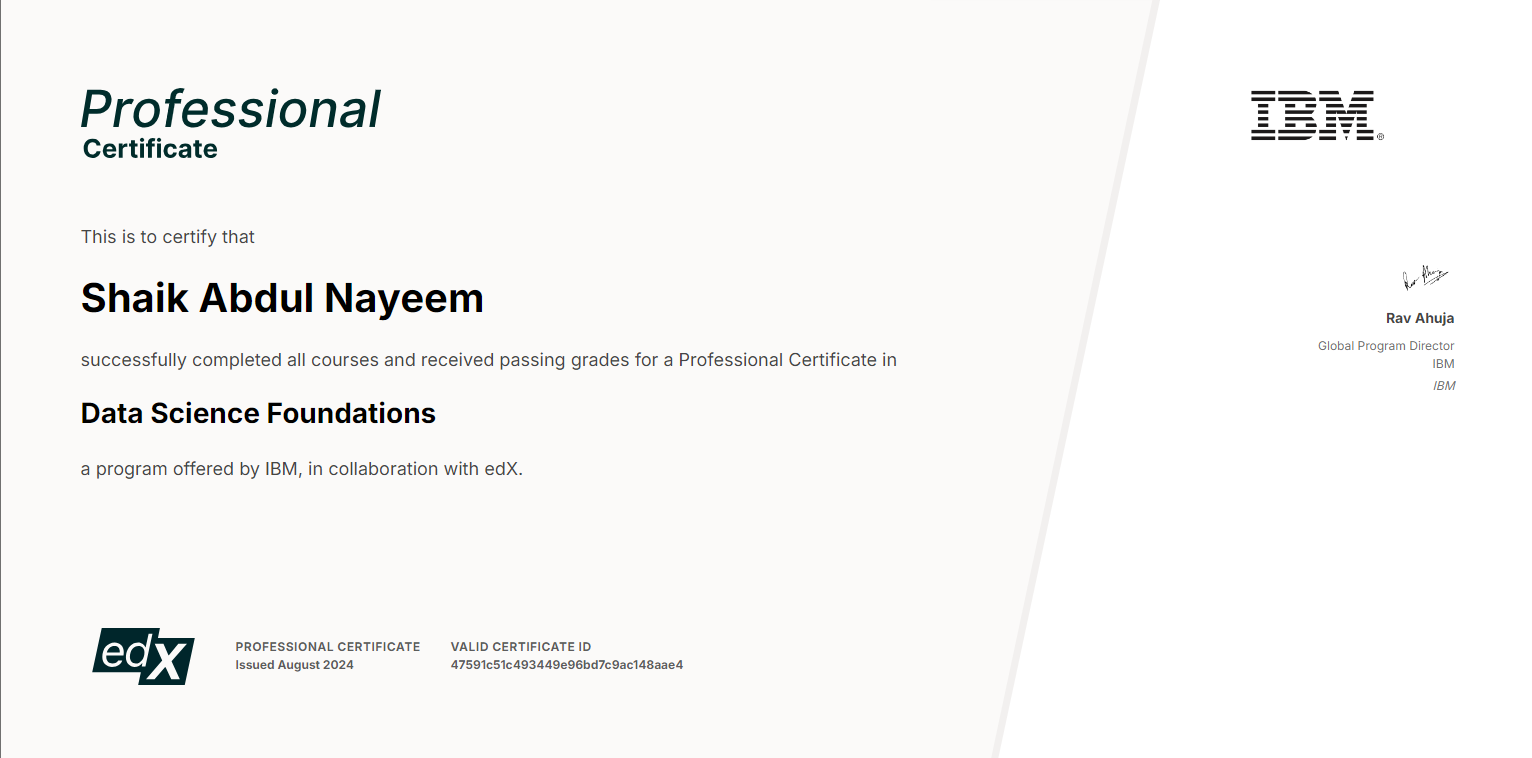 Professional
Certificate
IBM®
This is to certify that
Shaik Abdul Nayeem
successfully completed all courses and received passing grades for a Professional Certificate in
Data Science Foundations
a program offered by IBM, in collaboration with edX.
Rav Ahuja
Rav Ahuja
Global Program Director
IBM
IBM
edX
PROFESSIONAL CERTIFICATE
Issued August 2024
VALID CERTIFICATE ID
47591c51c493449e96bd7c9ac148aae4